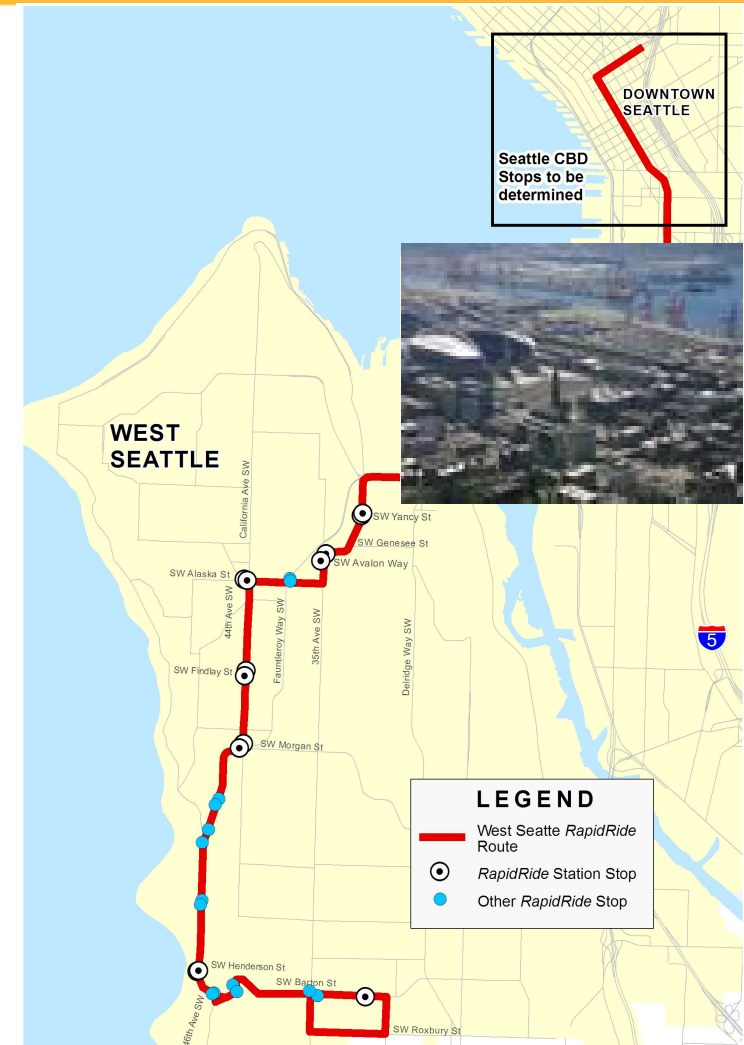 DOWNTOWN
SEATTLE
Seattle CBD
Stops to be
determined
WEST
SEATTLE
California Ave SW
SW Yancy St
SW Genesee St
SW Avalon Way
SW Alaska St
44th Ave SW
Fauntleroy Way SW
35th Ave SW
Delridge Way SW
5
SW Findlay St
SW Morgan St
LEGEND
West Seatte RapidRide
Route
RapidRide Station Stop
Other RapidRide Stop
SW Henderson St
SW Barton St
46th Ave SW
SW Roxbury St